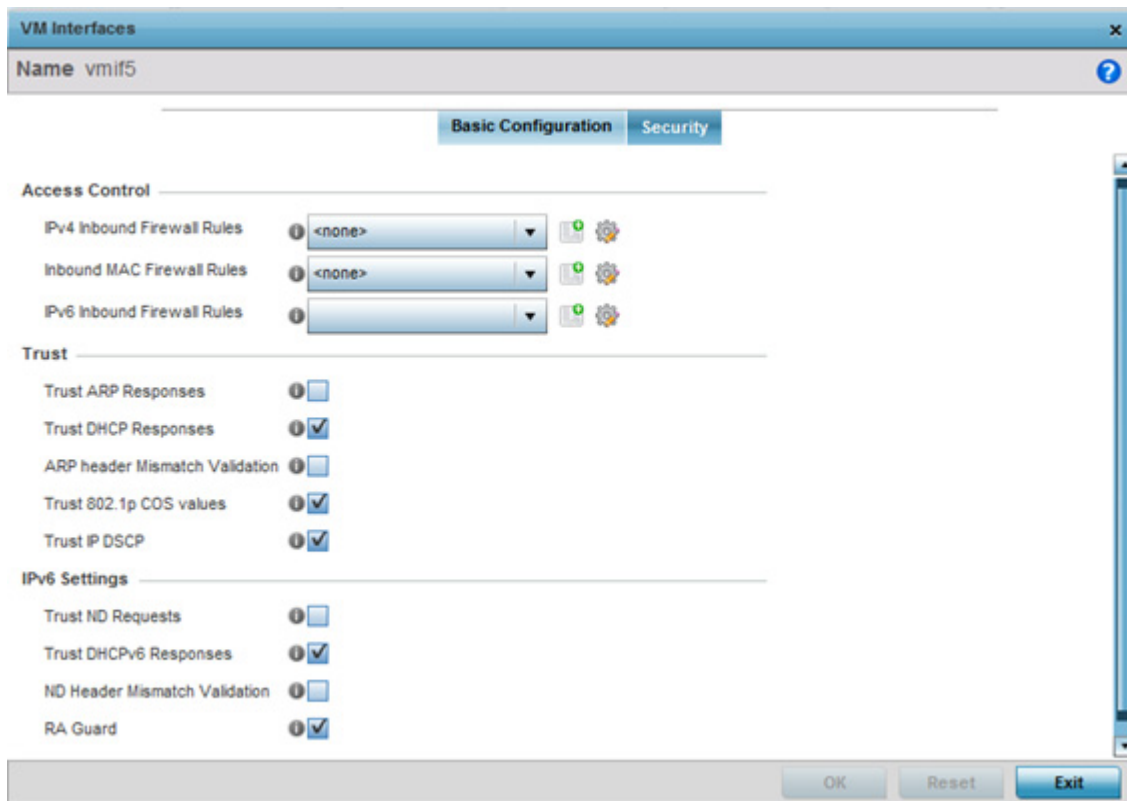 VM Interfaces
Name vmif5
Basic Configuration Security
Access Control
IPv4 Inbound Firewall Rules <none>
Inbound MAC Firewall Rules <none>
IPv6 Inbound Firewall Rules
Trust
Trust ARP Responses
Trust DHCP Responses
ARP header Mismatch Validation
Trust 802.1p COS values
Trust IP DSCP
IPv6 Settings
Trust ND Requests
Trust DHCPv6 Responses
ND Header Mismatch Validation
RA Guard
OK Reset Exit